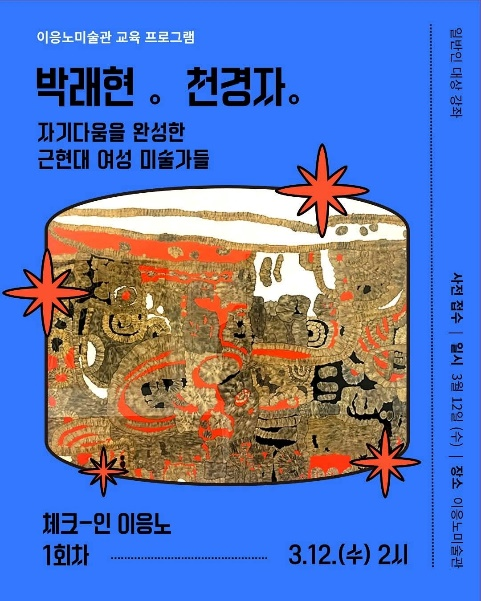 이응노미술관 교육 프로그램
박래현 。 천경자。
자기다움을 완성한
근현대 여성 미술가들
체크-인 이응노
1회차 3.12.(수) 2시
일반인 대상 강좌
사전 접수 | 일시 3월 12일 (수) | 장소 이응노미술관